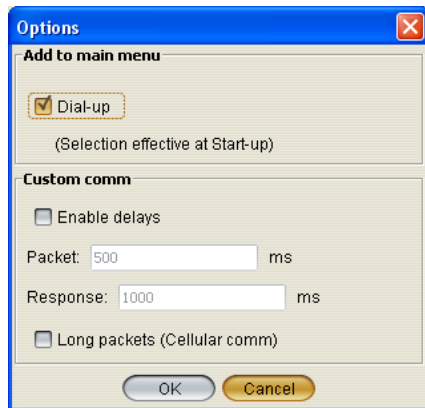 Options
Add to main menu
Dial-up
(Selection effective at Start-up)
Custom comm
Enable delays
Packet: 500 ms
Response: 1000 ms
Long packets (Cellular comm)
OK Cancel